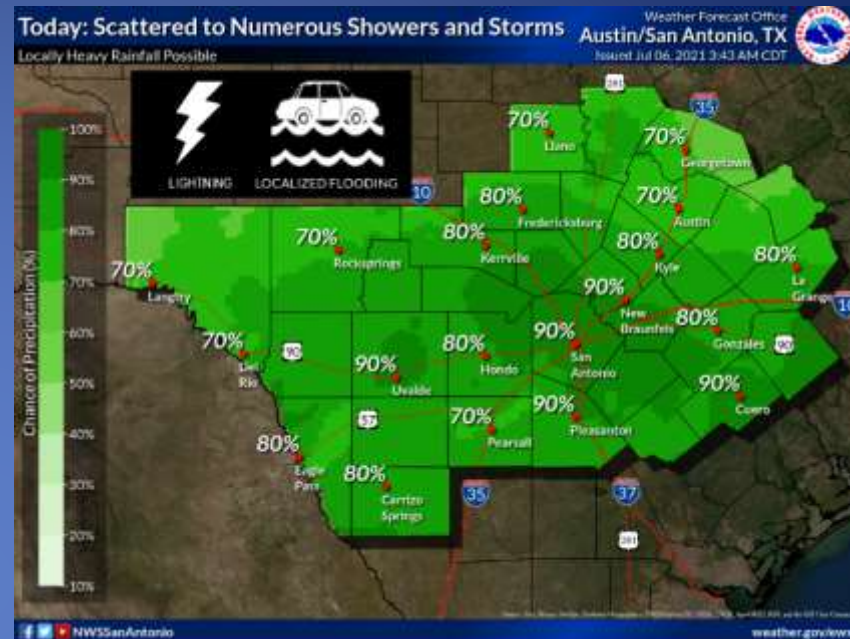 Today: Scattered to Numerous Showers and Storms
Weather Forecast Office
Austin/San Antonio, TX
Issued Jul 06, 2021 3:43 AM CDT
Locally Heavy Rainfall Possible
LIGHTNING
LOCALIZED FLOODING
Chance of Precipitation (%)
100%
90%
80%
70%
60%
50%
40%
30%
20%
10%
281
35
10
70%
Llano
70%
Georgetown
80%
Fredericksburg
70%
Austin
70%
Rocksprings
80%
Kerrville
80%
Kyle
80%
La
Grange
70%
Langtry
90%
New
Braunfels
10
70%
Del
Rio
90
90%
Uvalde
80%
Hondo
90%
San
Antonio
80%
Gonzales
90
57
70%
Pearsall
90%
Pleasanton
90%
Cuero
80%
Eagle
Pass
80%
Carrizo
Springs
35
37
281
NWSSanAntonio
weather.gov/ewx